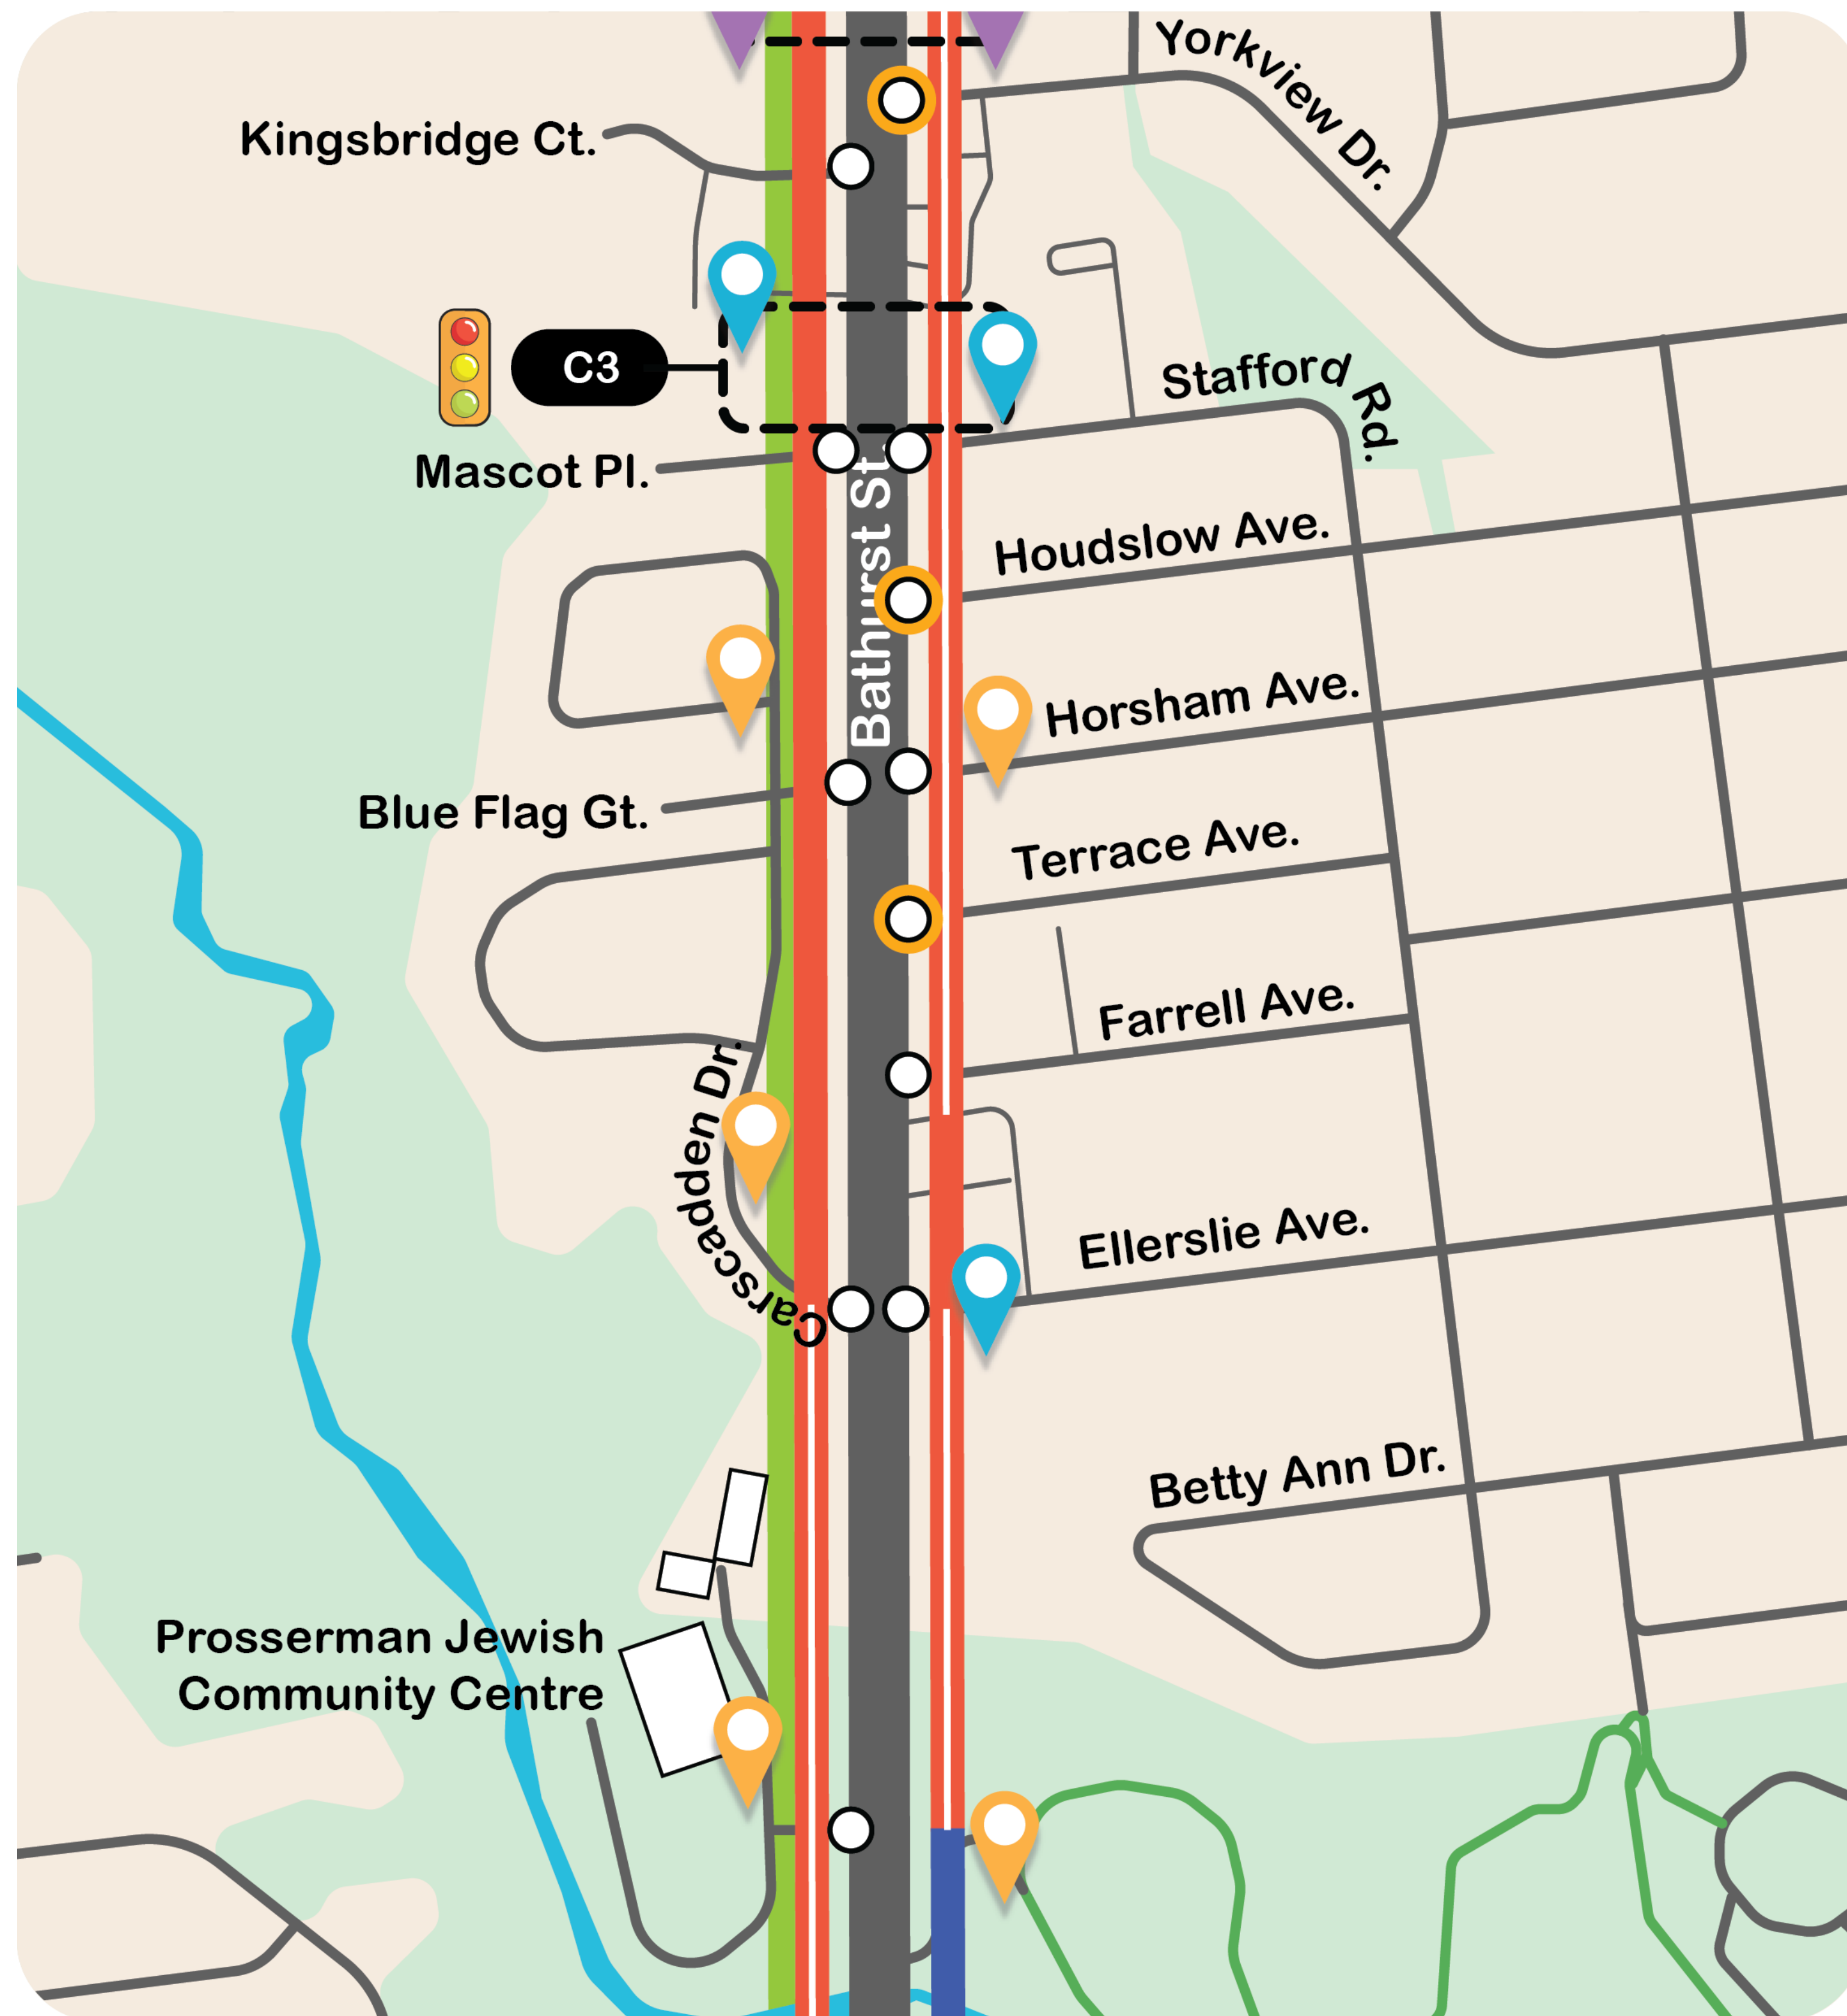 Yorkview Dr.
Kingsbridge Ct.
C3
Stafford Rd.
Mascot Pl.
Bathurst St.
Houdslow Ave.
Horsham Ave.
Blue Flag Gt.
Terrace Ave.
Farrell Ave.
Carscadden Dr.
Ellerslie Ave.
Betty Ann Dr.
Prosserman Jewish
Community Centre